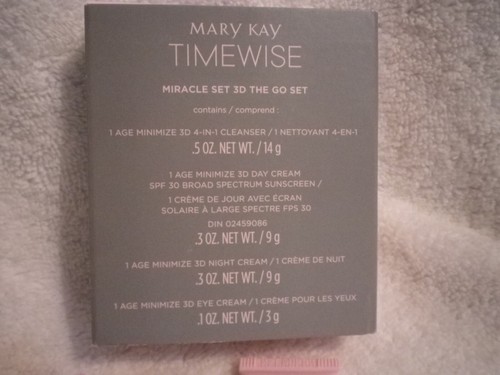 MARY KAY
TIMEWISE
MIRACLE SET 3D THE GO SET
contains / comprend :
1 AGE MINIMIZE 3D 4-IN-1 CLEANSER / 1 NETTOYANT 4-EN-1
.5 OZ. NET WT. / 14 g
1 AGE MINIMIZE 3D DAY CREAM
SPF 30 BROAD SPECTRUM SUNSCREEN /
1 CRÈME DE JOUR AVEC ÉCRAN
SOLAIRE À LARGE SPECTRE FPS 30
DIN 02459086
.3 OZ. NET WT. / 9 g
1 AGE MINIMIZE 3D NIGHT CREAM / 1 CRÈME DE NUIT
.3 OZ. NET WT. / 9 g
1 AGE MINIMIZE 3D EYE CREAM / 1 CRÈME POUR LES YEUX
.1 OZ. NET WT. / 3 g